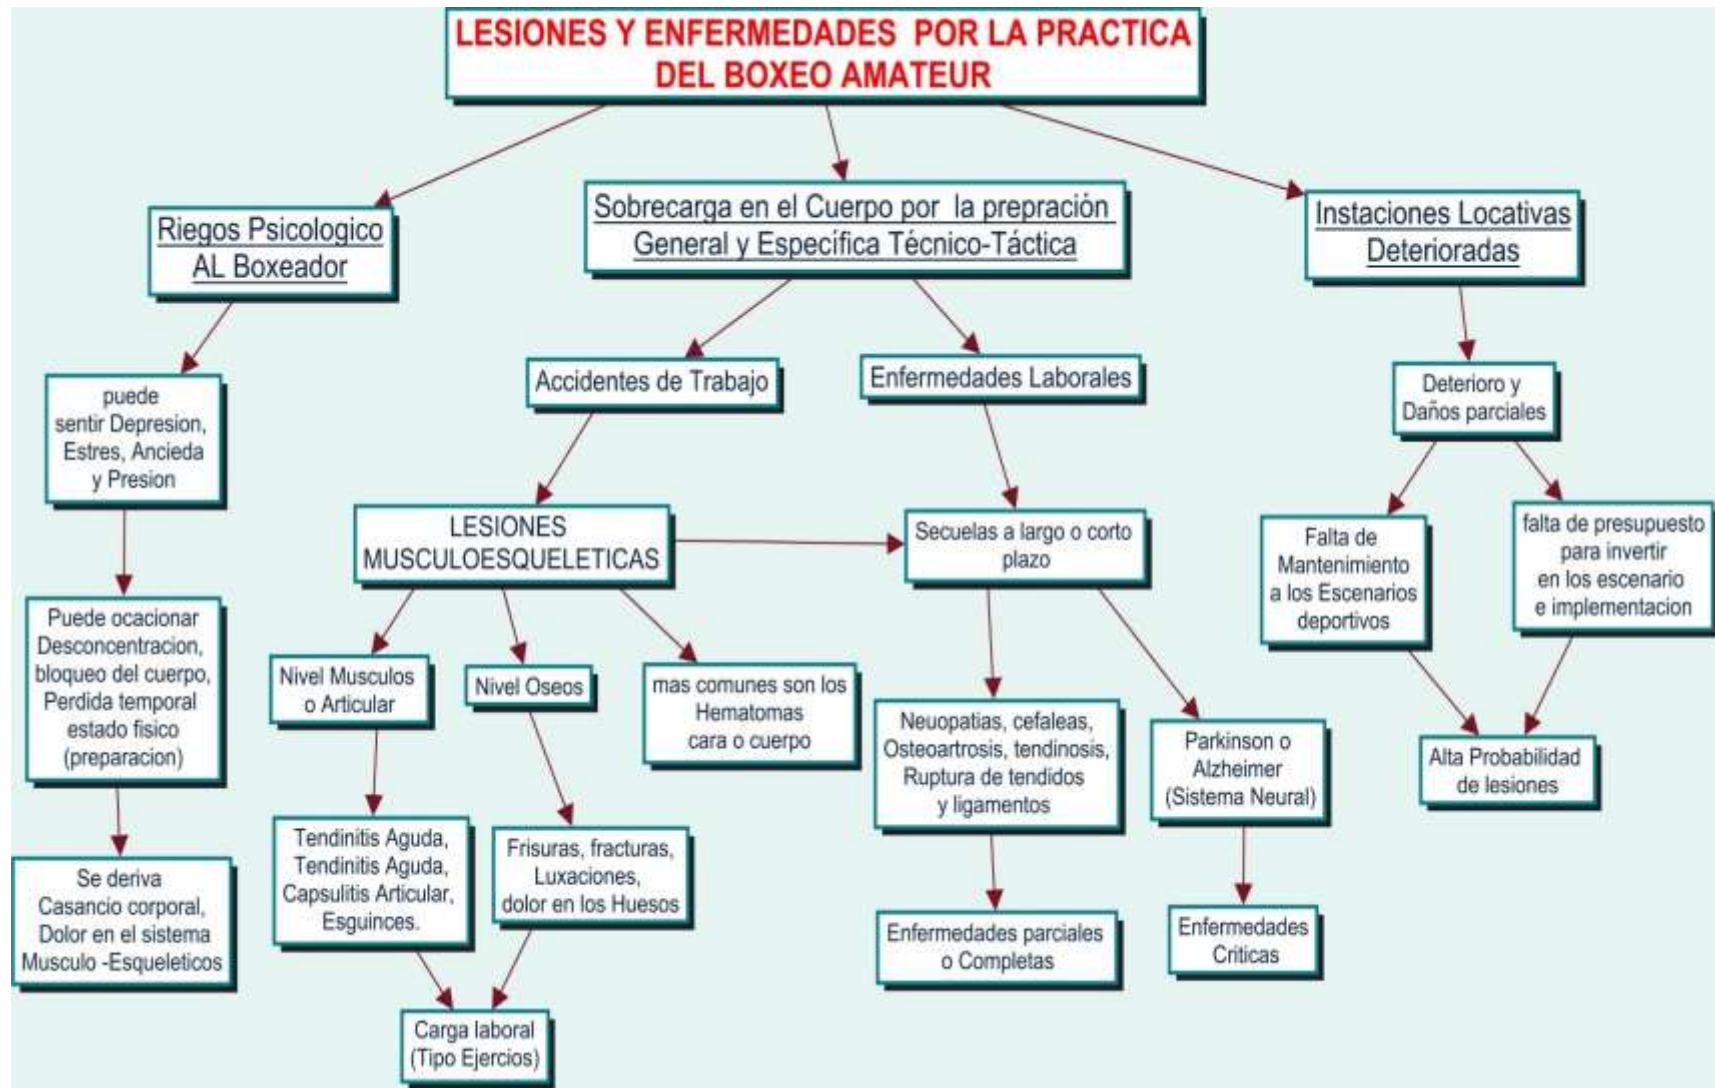 LESIONES Y ENFERMEDADES POR LA PRACTICA
DEL BOXEO AMATEUR
Riegos Psicologico
AL Boxeador
Sobrecarga en el Cuerpo por la prepración
General y Específica Técnico-Táctica
Instaciones Locativas
Deterioradas
puede
sentir Depresion,
Estres, Ancieda
y Presion
Accidentes de Trabajo
Enfermedades Laborales
Deterioro y
Daños parciales
LESIONES
MUSCULOESQUELETICAS
Secuelas a largo o corto
plazo
Falta de
Mantenimiento
a los Escenarios
deportivos
falta de presupuesto
para invertir
en los escenario
e implementacion
Puede ocacionar
Desconcentracion,
bloqueo del cuerpo,
Perdida temporal
estado fisico
(preparacion)
Nivel Musculos
o Articular
Nivel Oseos
mas comunes son los
Hematomas
cara o cuerpo
Neuopatias, cefaleas,
Osteoartrosis, tendinosis,
Ruptura de tendidos
y ligamentos
Parkinson o
Alzheimer
(Sistema Neural)
Alta Probabilidad
de lesiones
Se deriva
Casancio corporal,
Dolor en el sistema
Musculo -Esqueleticos
Tendinitis Aguda,
Tendinitis Aguda,
Capsulitis Articular,
Esguinces.
Frisuras, fracturas,
Luxaciones,
dolor en los Huesos
Enfermedades parciales
o Completas
Enfermedades
Criticas
Carga laboral
(Tipo Ejercios)